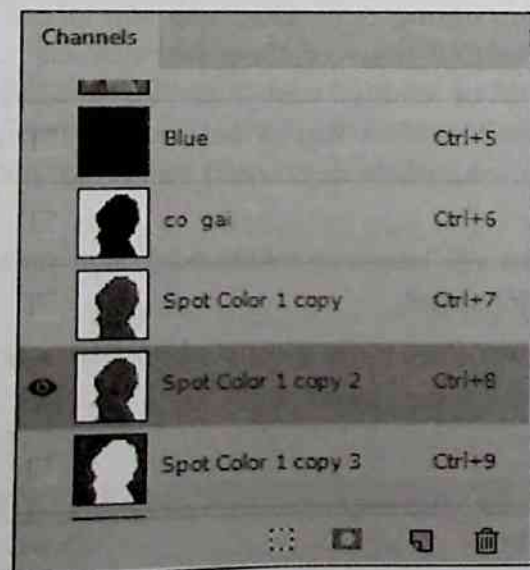 Channels
Blue Ctrl+5
co gai Ctrl+6
Spot Color 1 copy Ctrl+7
Spot Color 1 copy 2 Ctrl+8
Spot Color 1 copy 3 Ctrl+9